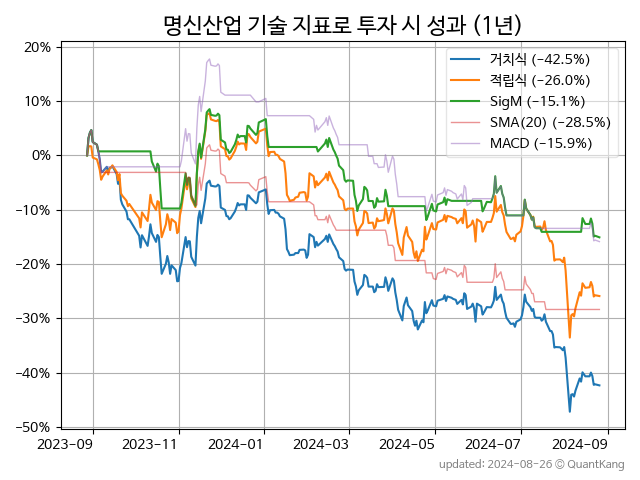 명신산업 기술 지표로 투자 시 성과 (1년)
거치식 (−42.5%)
적립식 (−26.0%)
SigM (−15.1%)
SMA(20) (−28.5%)
MACD (−15.9%)
20%
10%
0%
−10%
−20%
−30%
−40%
−50%
2023−09 2023−11 2024−01 2024−03 2024−05 2024−07 2024−09
updated: 2024−08−26 © QuantKang